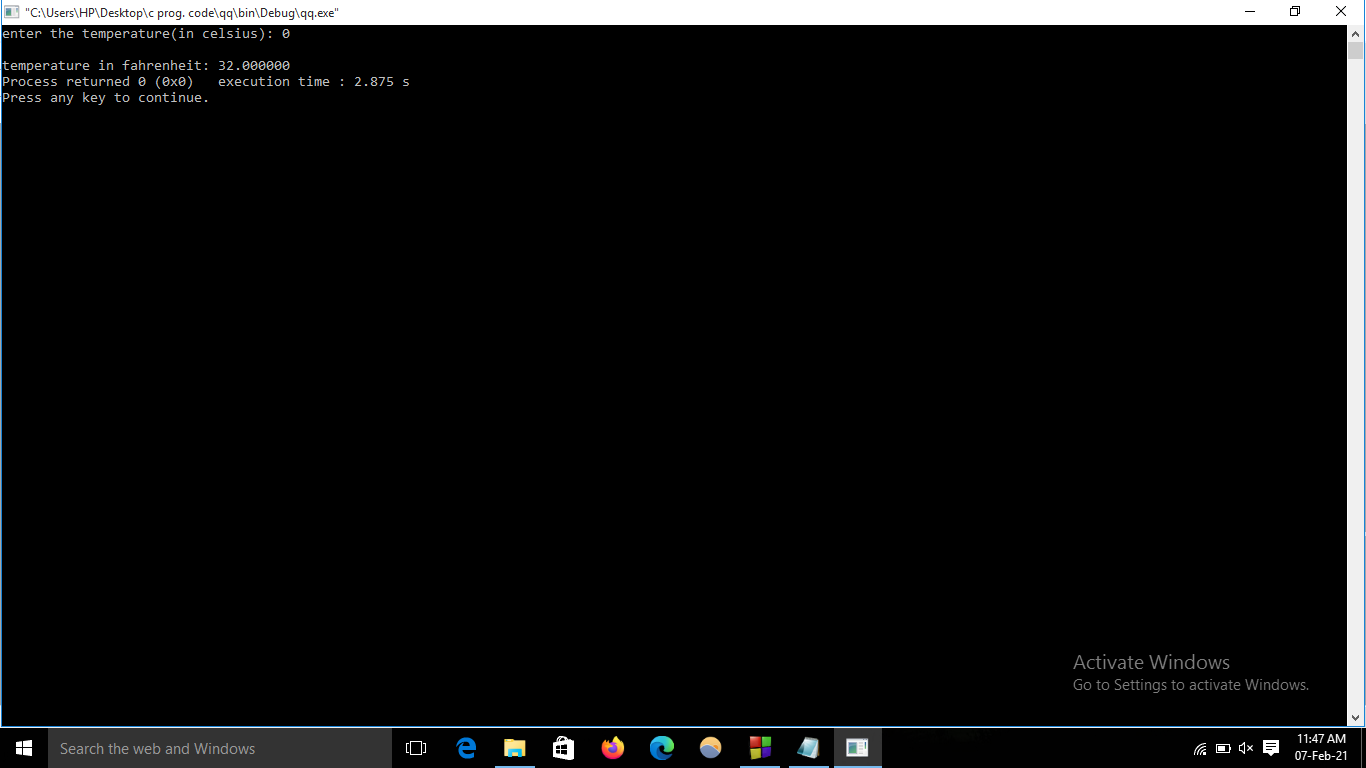 "C:\Users\HP\Desktop\c prog. code\qq\bin\Debug\qq.exe"
enter the temperature(in celsius): 0
temperature in fahrenheit: 32.000000
Process returned 0 (0x0)   execution time : 2.875 s
Press any key to continue.
Activate Windows
Go to Settings to activate Windows.
Search the web and Windows
11:47 AM
07-Feb-21